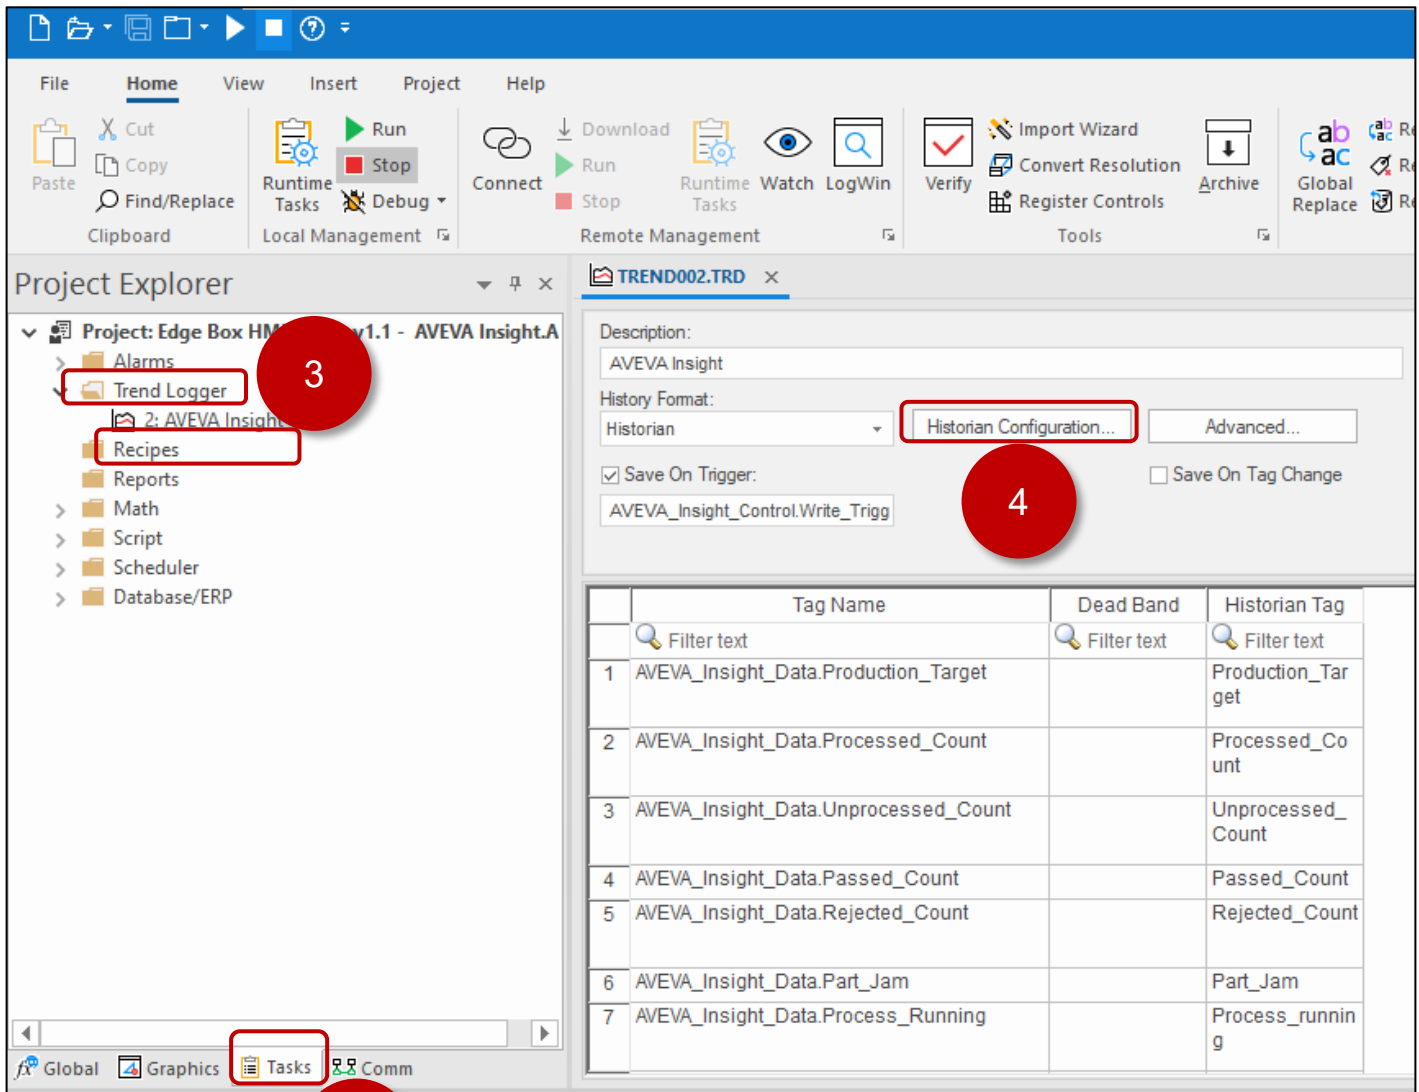 File Home View Insert Project Help
Paste
Cut
Copy
Find/Replace
Clipboard
Runtime Tasks
Run
Stop
Debug
Local Management
Connect
Download
Run
Stop
Runtime Tasks
Watch
LogWin
Remote Management
Verify
Import Wizard
Convert Resolution
Register Controls
Archive
Tools
ab
ac
Global
Replace
Project Explorer
TREND002.TRD
Project: Edge Box HM v1.1 - AVEVA Insight.A
Alarms
Trend Logger
2: AVEVA Insight
Recipes
Reports
Math
Script
Scheduler
Database/ERP
3
Description:
AVEVA Insight
History Format:
Historian
Historian Configuration...
Advanced...
Save On Trigger:
Save On Tag Change
AVEVA_Insight_Control.Write_Trigg
4
Tag Name Dead Band Historian Tag
Filter text Filter text Filter text
1 AVEVA_Insight_Data.Production_Target Production_Tar
get
2 AVEVA_Insight_Data.Processed_Count Processed_Co
unt
3 AVEVA_Insight_Data.Unprocessed_Count Unprocessed_
Count
4 AVEVA_Insight_Data.Passed_Count Passed_Count
5 AVEVA_Insight_Data.Rejected_Count Rejected_Count
6 AVEVA_Insight_Data.Part_Jam Part_Jam
7 AVEVA_Insight_Data.Process_Running Process_runnin
g
Global Graphics Tasks Comm